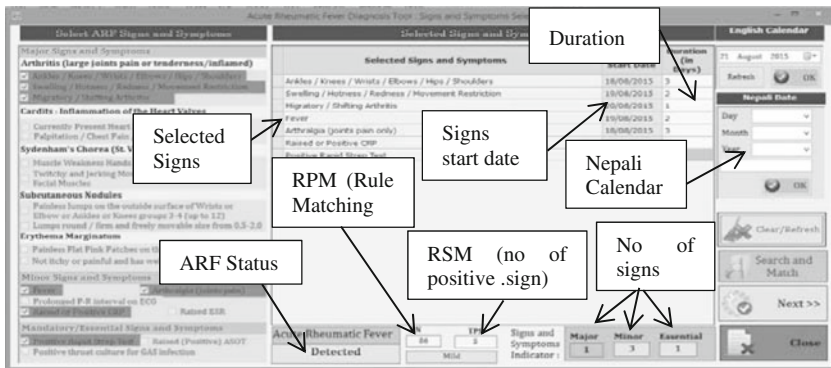 Acute Rheumatic Fever Diagnosis Tool : Signs and Symptoms Sele
Select ARF Signs and Symptoms
Major Signs and Symptoms
Arthritis (large joints pain or tenderness/inflamed)
Ankles / Knees / Wrists / Elbows / Hips / Shoulders
Swelling / Hotness / Redness / Movement Restriction
Migratory / Shifting Arthritis
Cardits : Inflammation of the Heart Valves
Currently Present Heart
Palpitation / Chest Pain
Sydenham's Chorea (St. V
Muscle Weakness Hands
Twitchy and Jerking Mov
Facial Muscles
Subcutaneous Nodules
Painless lumps on the outside surface of Wrists or
Elbow or Ankles or Knees groups 3-4 (up to 12)
Lumps round / firm and freely movable size from 0.5-2.0
Erythema Marginatum
Painless Flat Pink Patches on th
Not itchy or painful and has we
Minor Signs and Symptoms
Fever
Arthralgia (joints pain)
Prolonged P-R interval on ECG
Raised or Positive CRP
Raised ESR
Mandatory/Essential Signs and Symptoms
Positive Rapid Strep Test
Raised (Positive) ASOT
Positive throat culture for GAS infection
Selected Signs and Sym
Selected Signs and Symptoms
Start Date
Duration (in Days)
Ankles / Knees / Wrists / Elbows / Hips / Shoulders 18/08/2015 3
Swelling / Hotness / Redness / Movement Restriction 19/08/2015 2
Migratory / Shifting Arthritis 20/08/2015 1
Fever 19/08/2015 2
Arthralgia (joints pain only) 18/08/2015 3
Raised or Positive CRP
Positive Rapid Strep Test
Duration
Selected
Signs
Signs
start date
Nepali
Calendar
RPM (Rule
Matching
RSM (no of
positive .sign)
No of
signs
ARF Status
Acute Rheumatic Fever
Detected
Mild
Signs and
Symptoms
Indicator :
Major Minor Essential
1 3 1
English Calendar
21 August 2015
Refresh
OK
Nepali Date
Day
Month
Year
OK
Clear/Refresh
Search and
Match
Next >>
Close